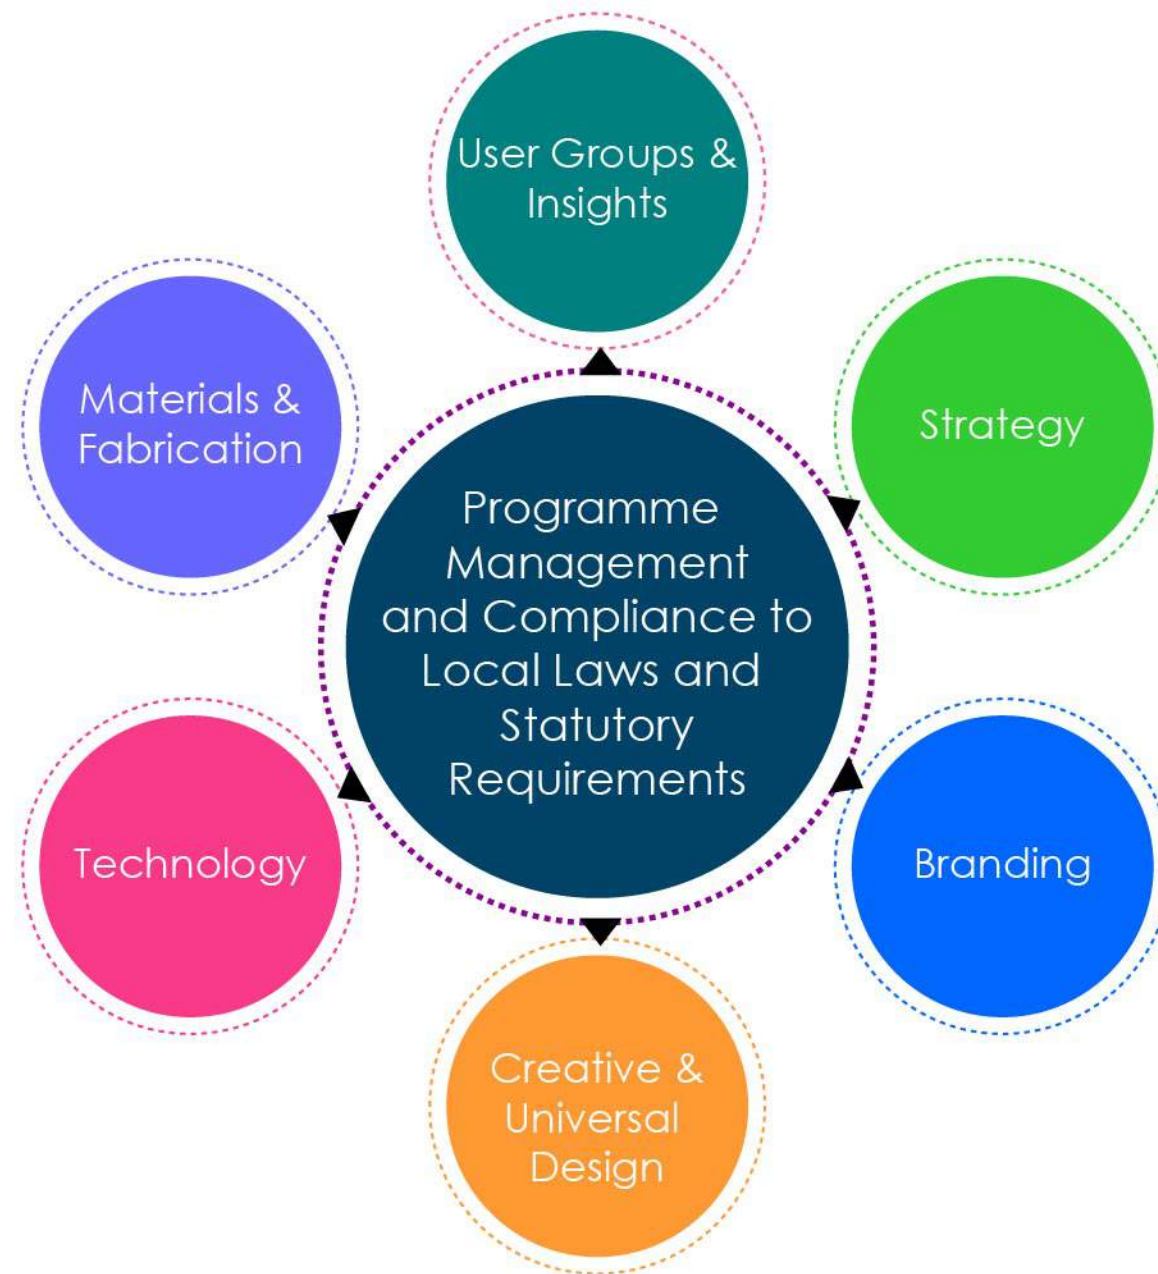 User Groups &
Insights
Strategy
Branding
Creative &
Universal
Design
Technology
Materials &
Fabrication
Programme
Management
and Compliance to
Local Laws and
Statutory
Requirements